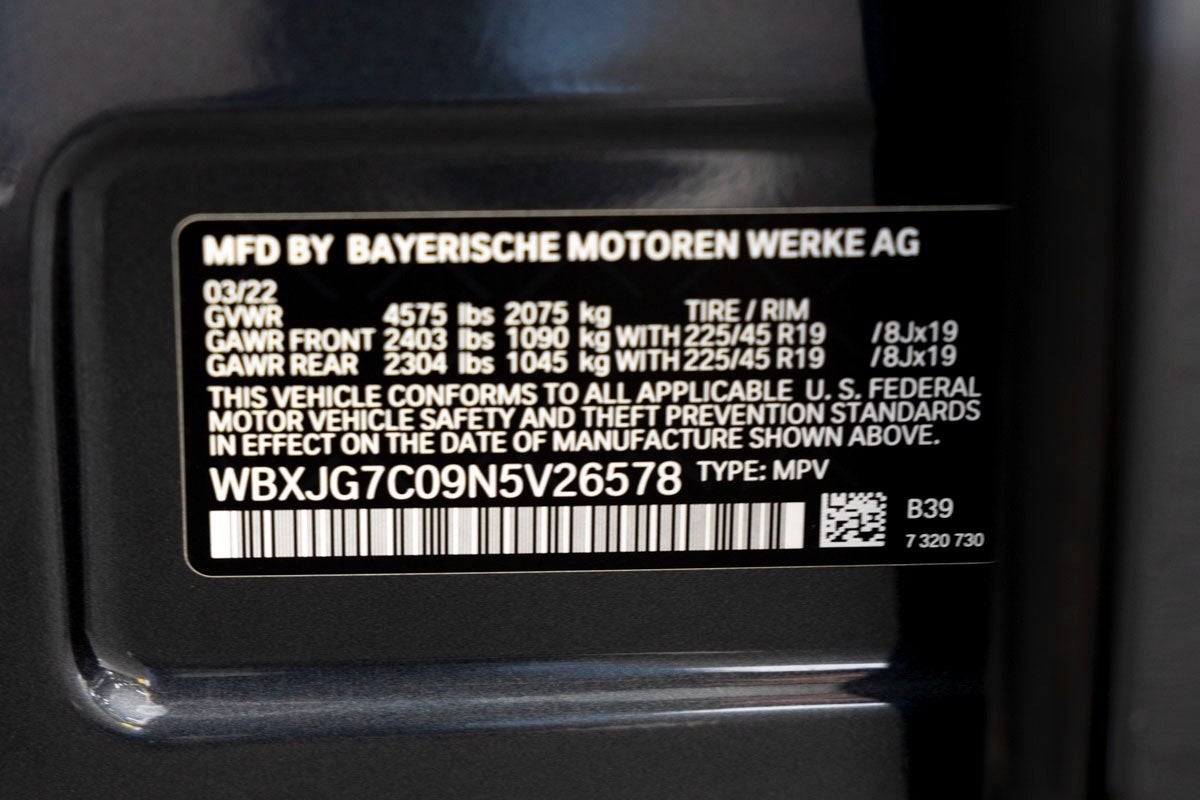 MFD BY BAYERISCHE MOTOREN WERKE AG
03/22
GVWR 4575 lbs 2075 kg TIRE / RIM
GAWR FRONT 2403 lbs 1090 kg WITH 225/45 R19 /8Jx19
GAWR REAR 2304 lbs 1045 kg WITH 225/45 R19 /8Jx19
THIS VEHICLE CONFORMS TO ALL APPLICABLE U. S. FEDERAL
MOTOR VEHICLE SAFETY AND THEFT PREVENTION STANDARDS
IN EFFECT ON THE DATE OF MANUFACTURE SHOWN ABOVE.
WBXJG7C09N5V26578 TYPE: MPV
B39
7 320 730